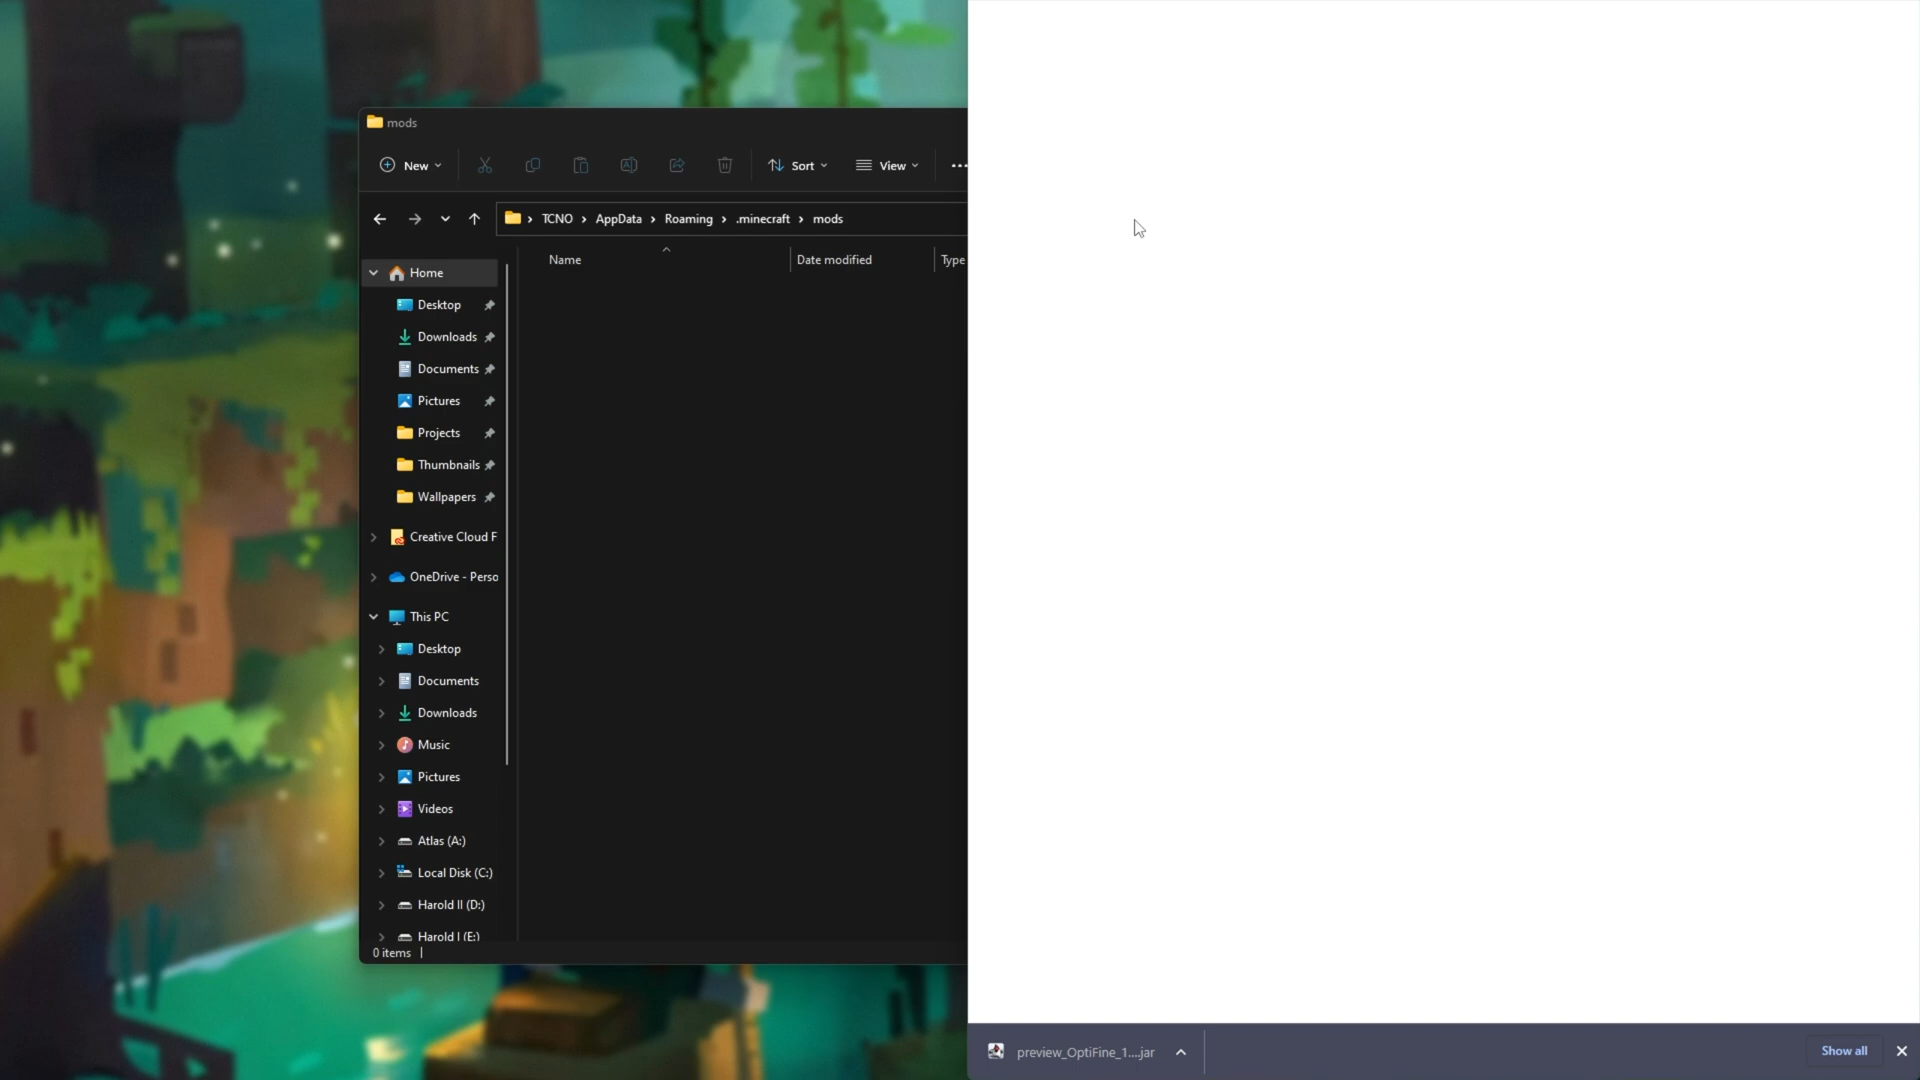 mods
New
Sort
View
TCNO > AppData > Roaming > .minecraft > mods
Name
Date modified
Type
Home
Desktop
Downloads
Documents
Pictures
Projects
Thumbnails
Wallpapers
Creative Cloud F
OneDrive - Perso
This PC
Desktop
Documents
Downloads
Music
Pictures
Videos
Atlas (A:)
Local Disk (C:)
Harold II (D:)
Harold I (E:)
0 items
preview_OptiFine_1....jar
Show all